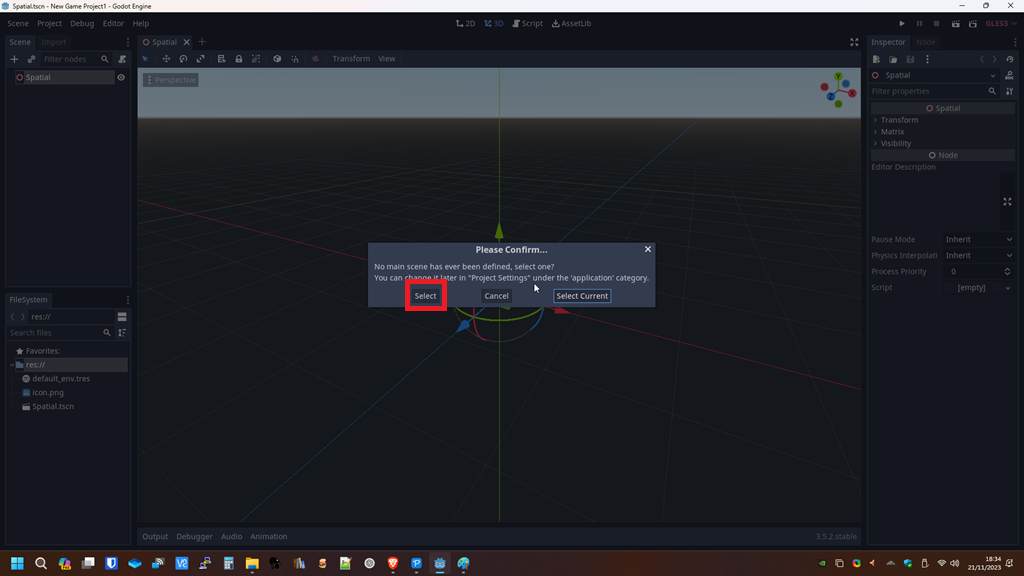 Spatial.tscn - New Game Project1 - Godot Engine
Scene Project Debug Editor Help
2D 3D Script AssetLib
GLES3
Scene Import
Spatial
Inspector Node
Filter nodes
Transform View
Spatial
Perspective
Y
X
Z
Spatial
Filter properties
Spatial
Transform
Matrix
Visibility
Node
Editor Description
Pause Mode Inherit
Physics Interpolati Inherit
Process Priority 0
Script [empty]
Please Confirm...
No main scene has ever been defined, select one?
You can change it later in "Project Settings" under the 'application' category.
Select Cancel Select Current
FileSystem
res://
Search files
Favorites:
res://
default_env.tres
icon.png
Spatial.tscn
Output Debugger Audio Animation
3.5.2.stable
18:34
21/11/2023